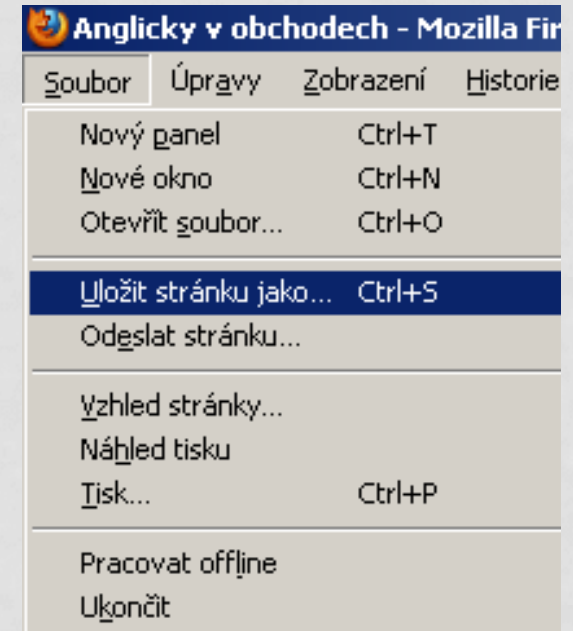 Anglicky v obchodech - Mozilla Fir
Soubor Úpravy Zobrazení Historie
Nový panel Ctrl+T
Nové okno Ctrl+N
Otevřít soubor... Ctrl+O
Uložit stránku jako... Ctrl+S
Odeslat stránku...
Vzhled stránky...
Náhled tisku
Tisk... Ctrl+P
Pracovat offline
Ukončit